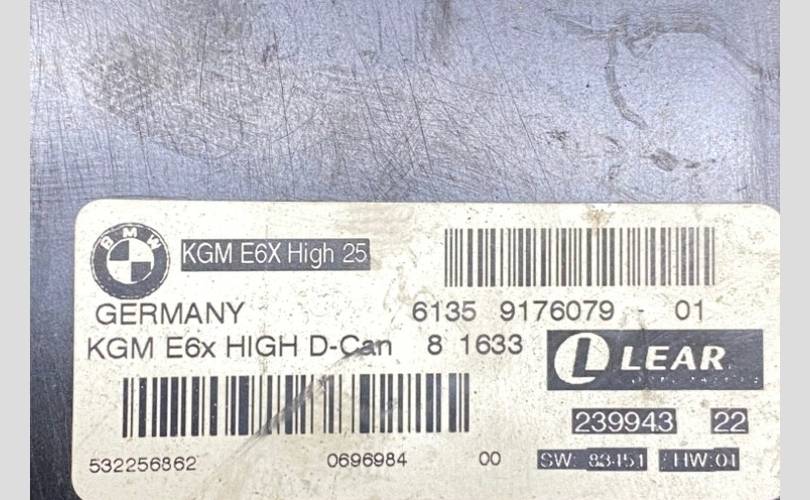 BMW
KGM E6X High 25
GERMANY
6135 9176079 - 01
KGM E6x HIGH D-Can 8 1633
LEAR
239943 22
532256862 0696984 00
SW: 83451 HW:01